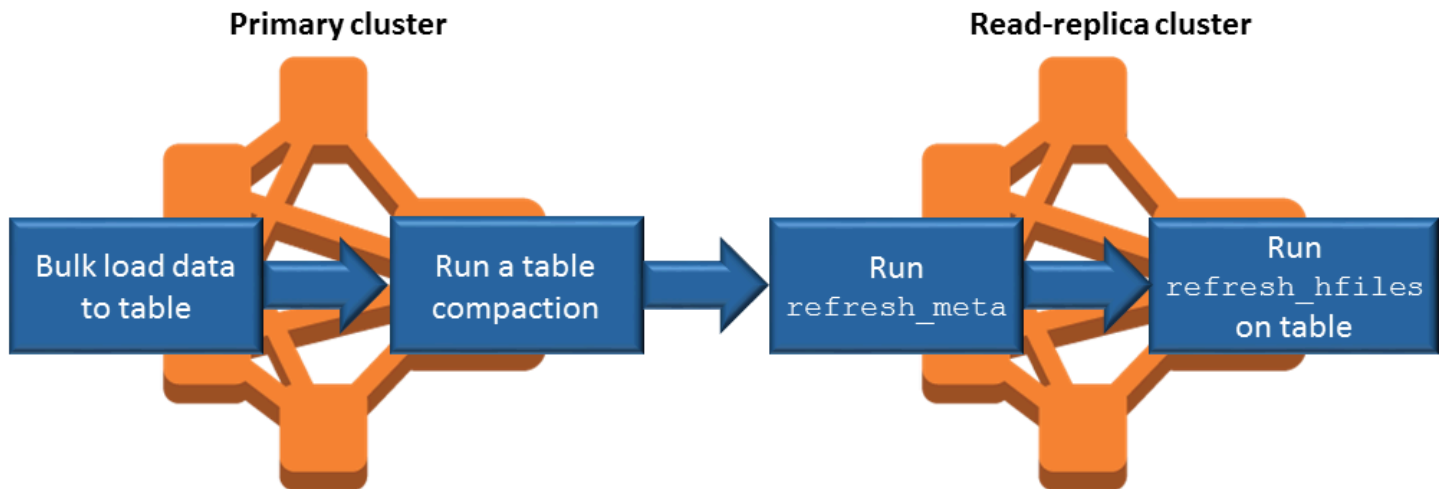 Primary cluster
Read-replica cluster
Bulk load data
to table
Run a table
compaction
Run
refresh_meta
Run
refresh_hfiles
on table